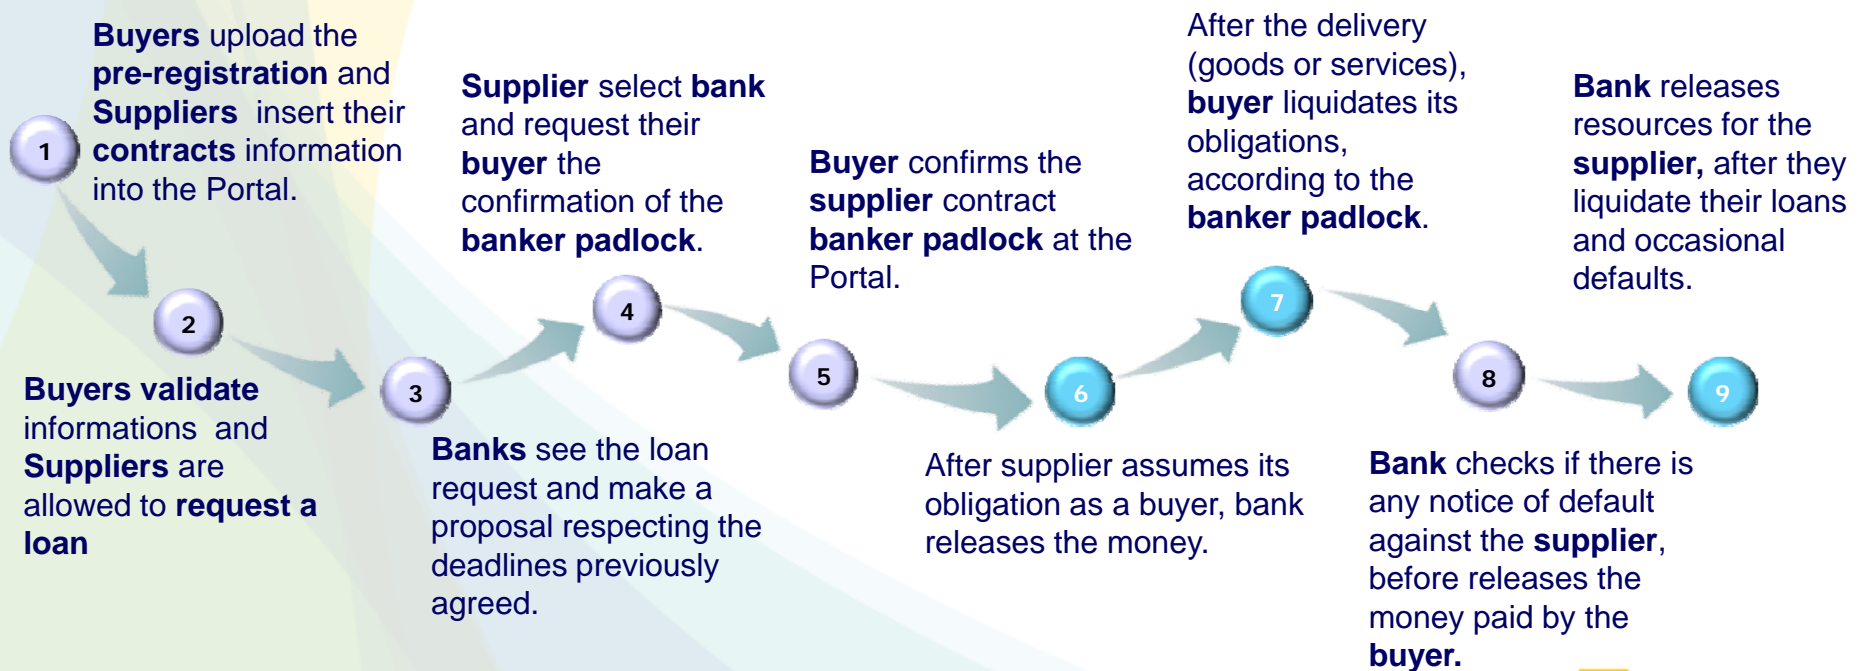 1
Buyers upload the
pre-registration and
Suppliers insert their
contracts information
into the Portal.
2
Buyers validate
informations and
Suppliers are
allowed to request a
loan
3
Banks see the loan
request and make a
proposal respecting the
deadlines previously
agreed.
4
Supplier select bank
and request their
buyer the
confirmation of the
banker padlock.
5
Buyer confirms the
supplier contract
banker padlock at the
Portal.
6
After supplier assumes its
obligation as a buyer, bank
releases the money.
7
After the delivery
(goods or services),
buyer liquidates its
obligations,
according to the
banker padlock.
8
Bank checks if there is
any notice of default
against the supplier,
before releases the
money paid by the
buyer.
9
Bank releases
resources for the
supplier, after they
liquidate their loans
and occasional
defaults.